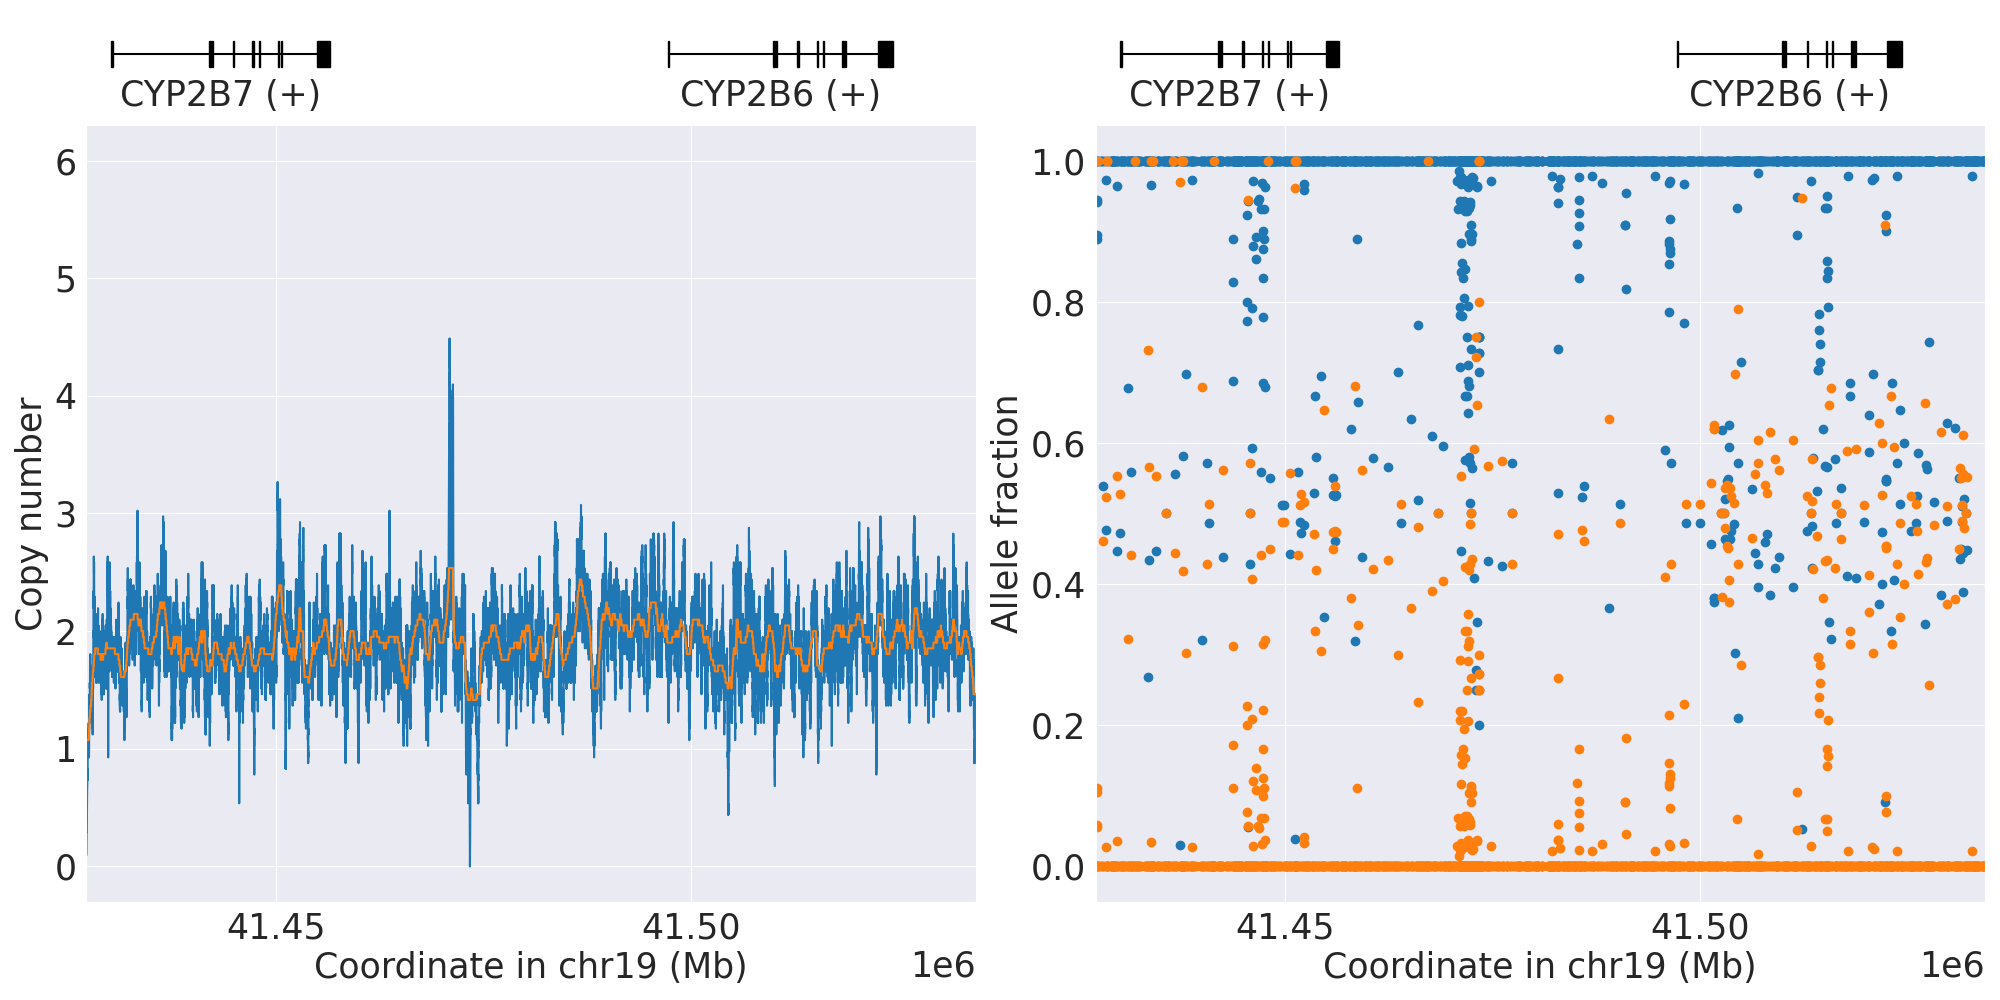 CYP2B7 (+) CYP2B6 (+)
6
5
4
3
2
1
0
Copy number
41.45 41.50
Coordinate in chr19 (Mb) 1e6
CYP2B7 (+) CYP2B6 (+)
1.0
0.8
0.6
0.4
0.2
0.0
Allele fraction
41.45 41.50
Coordinate in chr19 (Mb) 1e6